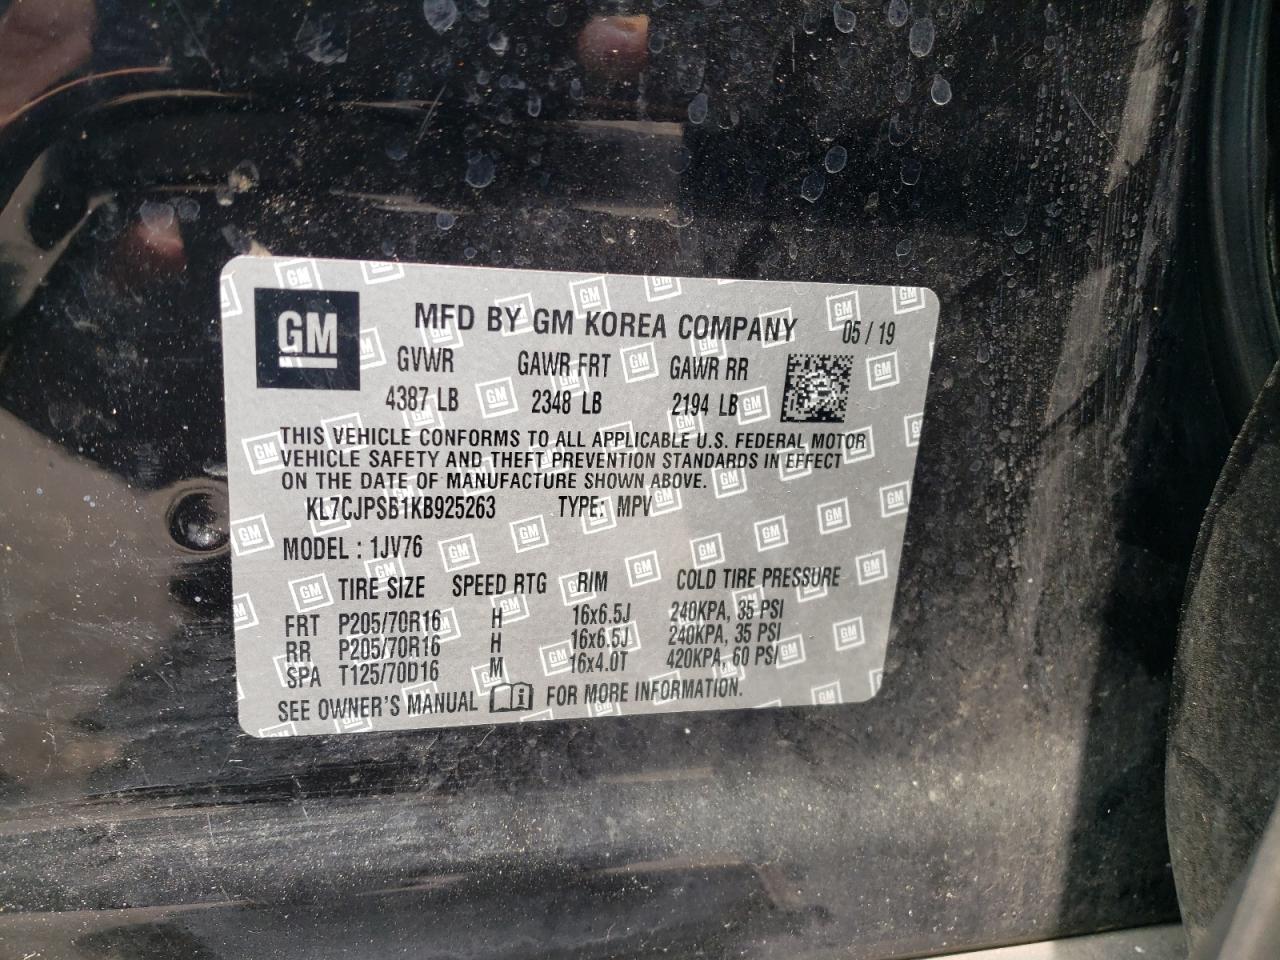 GM
MFD BY GM KOREA COMPANY 05 / 19
GVWR GAWR FRT GAWR RR
4387 LB 2348 LB 2194 LB
THIS VEHICLE CONFORMS TO ALL APPLICABLE U.S. FEDERAL MOTOR
VEHICLE SAFETY AND THEFT PREVENTION STANDARDS IN EFFECT
ON THE DATE OF MANUFACTURE SHOWN ABOVE.
KL7CJPSB1KB925263 TYPE: MPV
MODEL : 1JV76
TIRE SIZE SPEED RTG RIM COLD TIRE PRESSURE
FRT P205/70R16 H 16x6.5J 240KPA, 35 PSI
RR P205/70R16 H 16x6.5J 240KPA, 35 PSI
SPA T125/70D16 M 16x4.0T 420KPA, 60 PSI
SEE OWNER'S MANUAL FOR MORE INFORMATION.